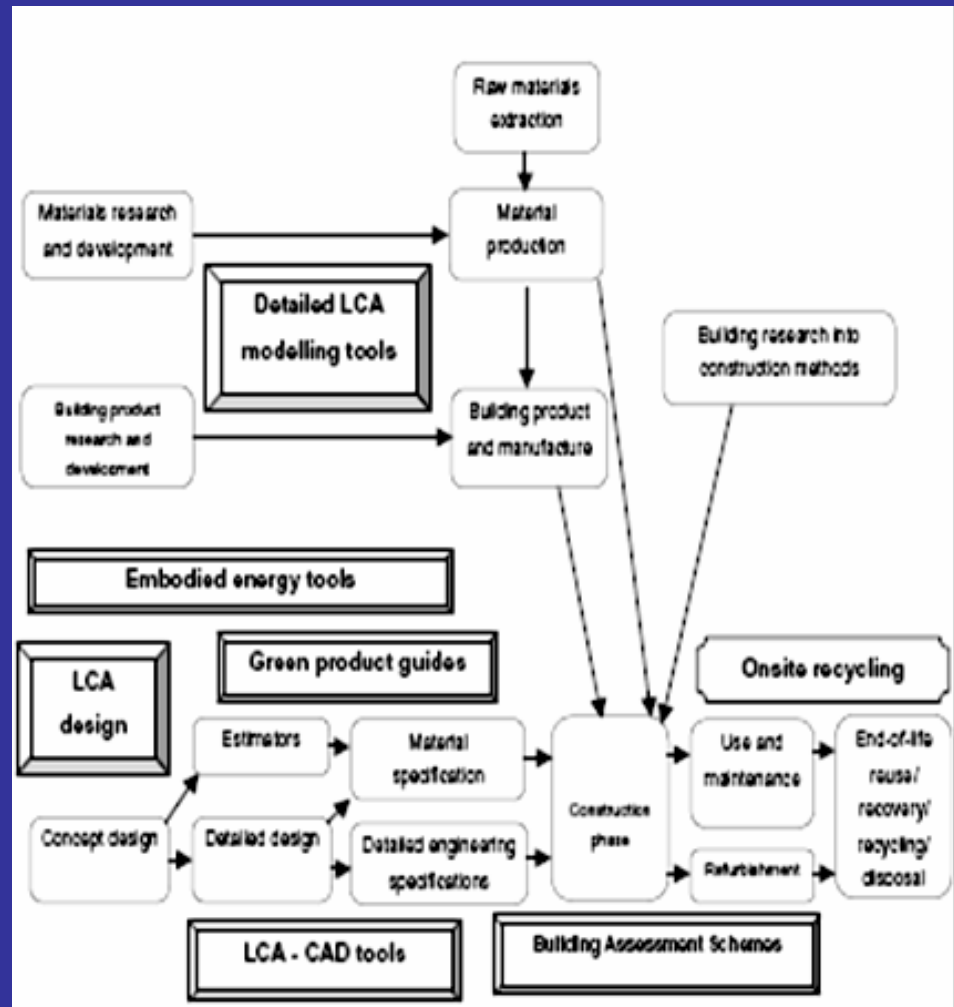 Raw materials
extraction
Materials research
and development
Material
production
Detailed LCA
modelling tools
Building research into
construction methods
Building product
research and
development
Building product
and manufacture
Embodied energy tools
Green product guides
Onsite recycling
LCA
design
Estimators
Material
specification
Use and
maintenance
End-of-life
reuse/
recovery/
recycling/
disposal
Construction
phase
Concept design
Detailed design
Detailed engineering
specifications
Refurbishment
LCA - CAD tools
Building Assessment Schemes